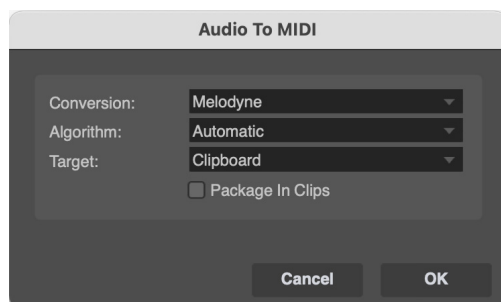 Audio To MIDI
Conversion: Melodyne
Algorithm: Automatic
Target: Clipboard
Package In Clips
Cancel OK